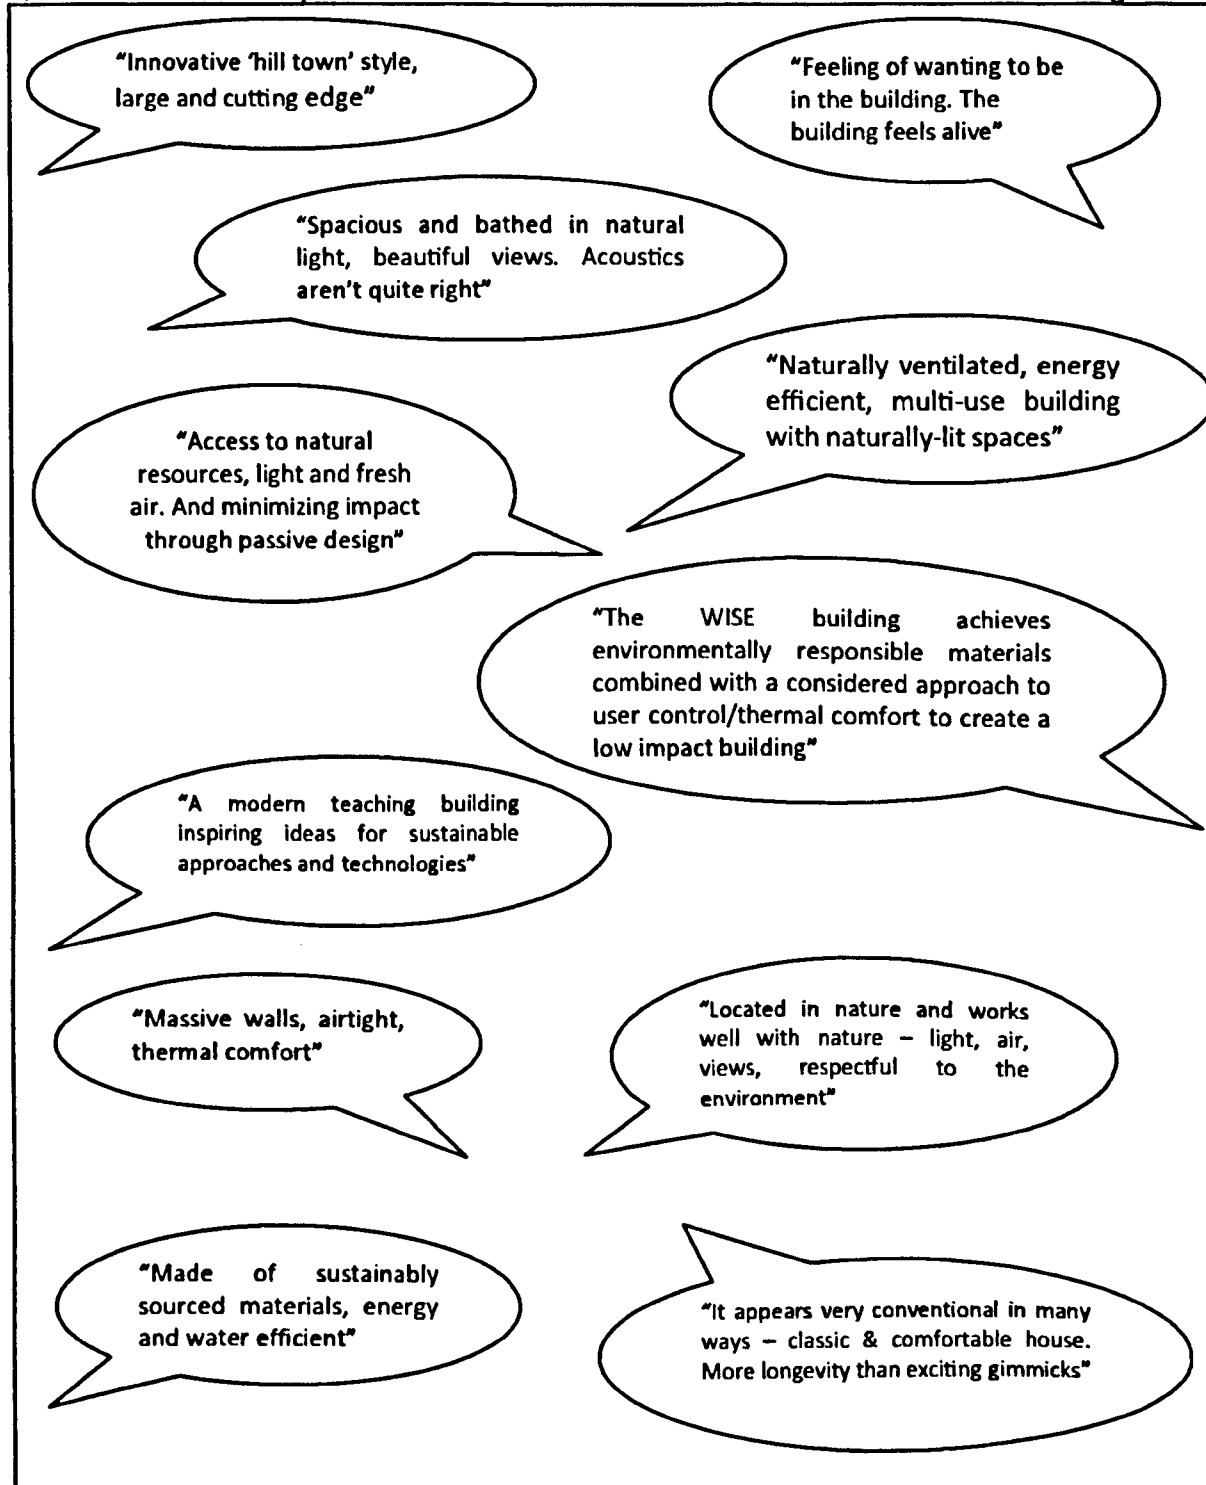 "Innovative 'hill town' style,
large and cutting edge"
"Feeling of wanting to be
in the building. The
building feels alive"
"Spacious and bathed in natural
light, beautiful views. Acoustics
aren't quite right"
"Naturally ventilated, energy
efficient, multi-use building
with naturally-lit spaces"
"Access to natural
resources, light and fresh
air. And minimizing impact
through passive design"
"The WISE building achieves
environmentally responsible materials
combined with a considered approach to
user control/thermal comfort to create a
low impact building"
"A modern teaching building
inspiring ideas for sustainable
approaches and technologies"
"Massive walls, airtight,
thermal comfort"
"Located in nature and works
well with nature – light, air,
views, respectful to the
environment"
"Made of sustainably
sourced materials, energy
and water efficient"
"It appears very conventional in many
ways – classic & comfortable house.
More longevity than exciting gimmicks"